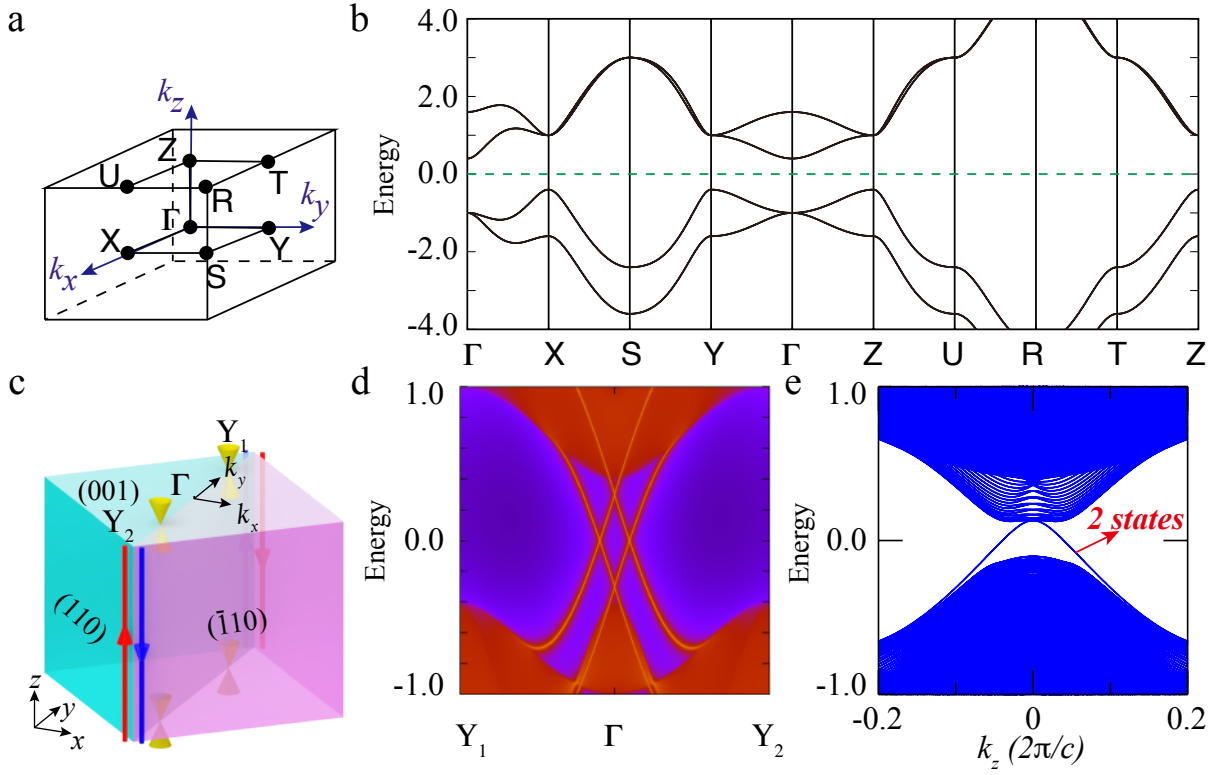 a
k_z
Z
U
T
R
Γ
k_y
X
Y
k_x
S
b
4.0
2.0
0.0
-2.0
-4.0
Energy
Γ X S Y Γ Z U R T Z
c
Y_1
k_y
Γ
(001)
k_x
Y_2
(110)
(1̄10)
z
y
x
d
1.0
0.0
-1.0
Energy
Y_1 Γ Y_2
e
1.0
0.0
-1.0
Energy
2 states
-0.2 0 0.2
k_z (2π/c)